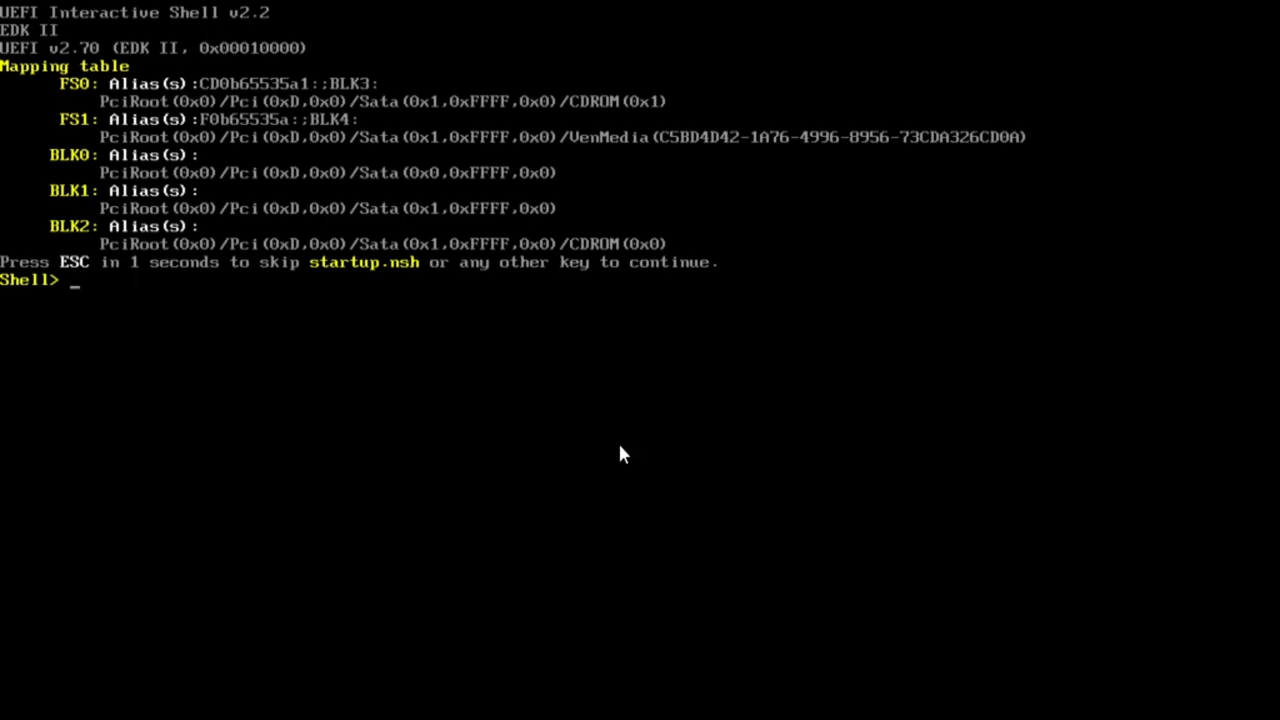 UEFI Interactive Shell v2.2
EDK II
UEFI v2.70 (EDK II, 0x00010000)
Mapping table
FS0: Alias(s):CD0b65535a1:;BLK3:
PciRoot(0x0)/Pci(0xD,0x0)/Sata(0x1,0xFFFF,0x0)/CDROM(0x1)
FS1: Alias(s):F0b65535a:;BLK4:
PciRoot(0x0)/Pci(0xD,0x0)/Sata(0x1,0xFFFF,0x0)/VenMedia(C5BD4D42-1A76-4996-8956-73CDA326CD0A)
BLK0: Alias(s):
PciRoot(0x0)/Pci(0xD,0x0)/Sata(0x0,0xFFFF,0x0)
BLK1: Alias(s):
PciRoot(0x0)/Pci(0xD,0x0)/Sata(0x1,0xFFFF,0x0)
BLK2: Alias(s):
PciRoot(0x0)/Pci(0xD,0x0)/Sata(0x1,0xFFFF,0x0)/CDROM(0x0)
Press ESC in 1 seconds to skip startup.nsh or any other key to continue.
Shell> _